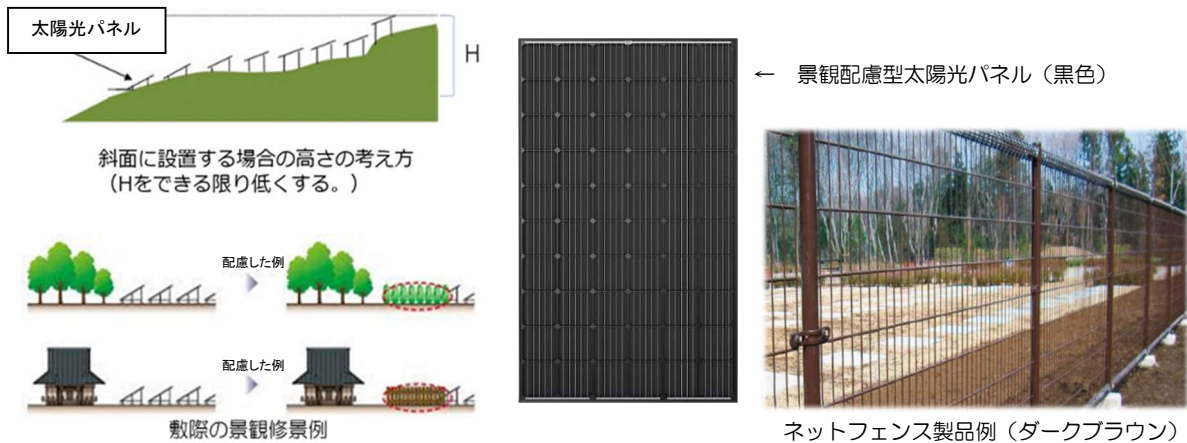 太陽光パネル
H
斜面に設置する場合の高さの考え方
（Hをできる限り低くする。）
配慮した例
配慮した例
敷際の景観修景例
← 景観配慮型太陽光パネル（黒色）
ネットフェンス製品例（ダークブラウン）